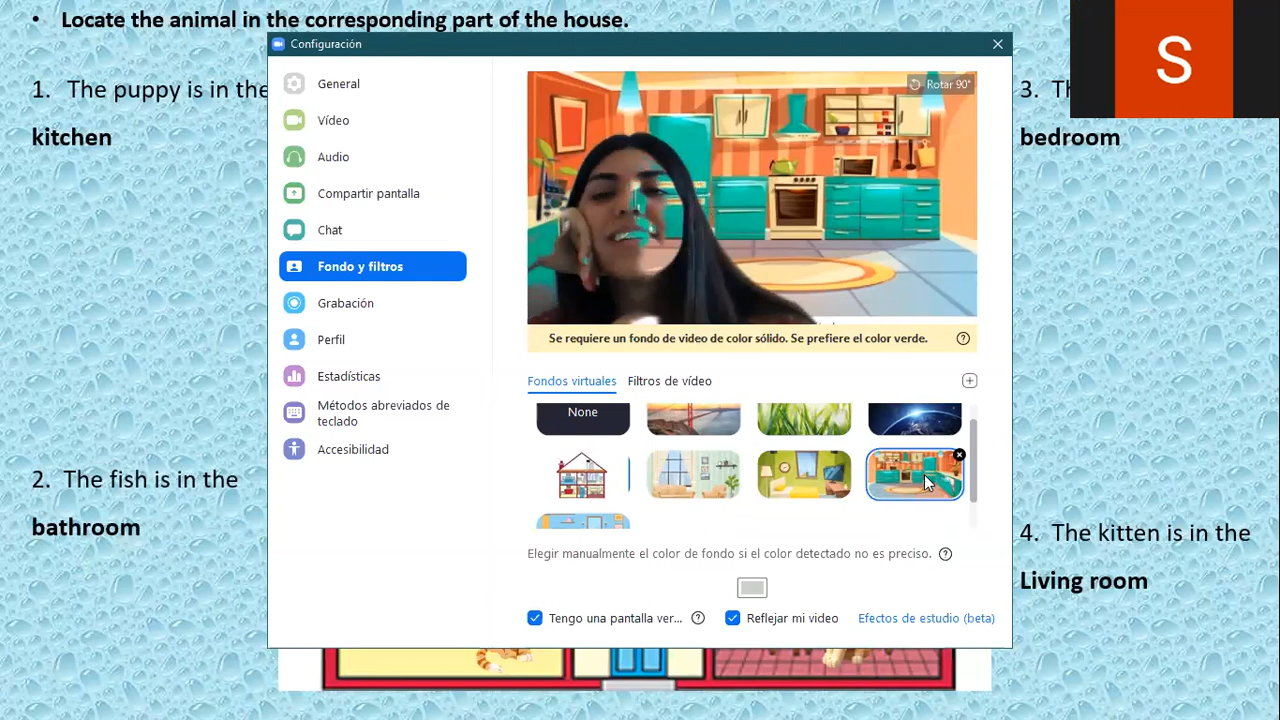 • Locate the animal in the corresponding part of the house.
1. The puppy is in the
kitchen
2. The fish is in the
bathroom
Configuración
General
Vídeo
Audio
Compartir pantalla
Chat
Fondo y filtros
Grabación
Perfil
Estadísticas
Métodos abreviados de
teclado
Accesibilidad
Rotar 90°
Se requiere un fondo de video de color sólido. Se prefiere el color verde.
Fondos virtuales Filtros de vídeo
None
Elegir manualmente el color de fondo si el color detectado no es preciso.
Tengo una pantalla ver... Reflejar mi video Efectos de estudio (beta)
S
3.
bedroom
4. The kitten is in the
Living room